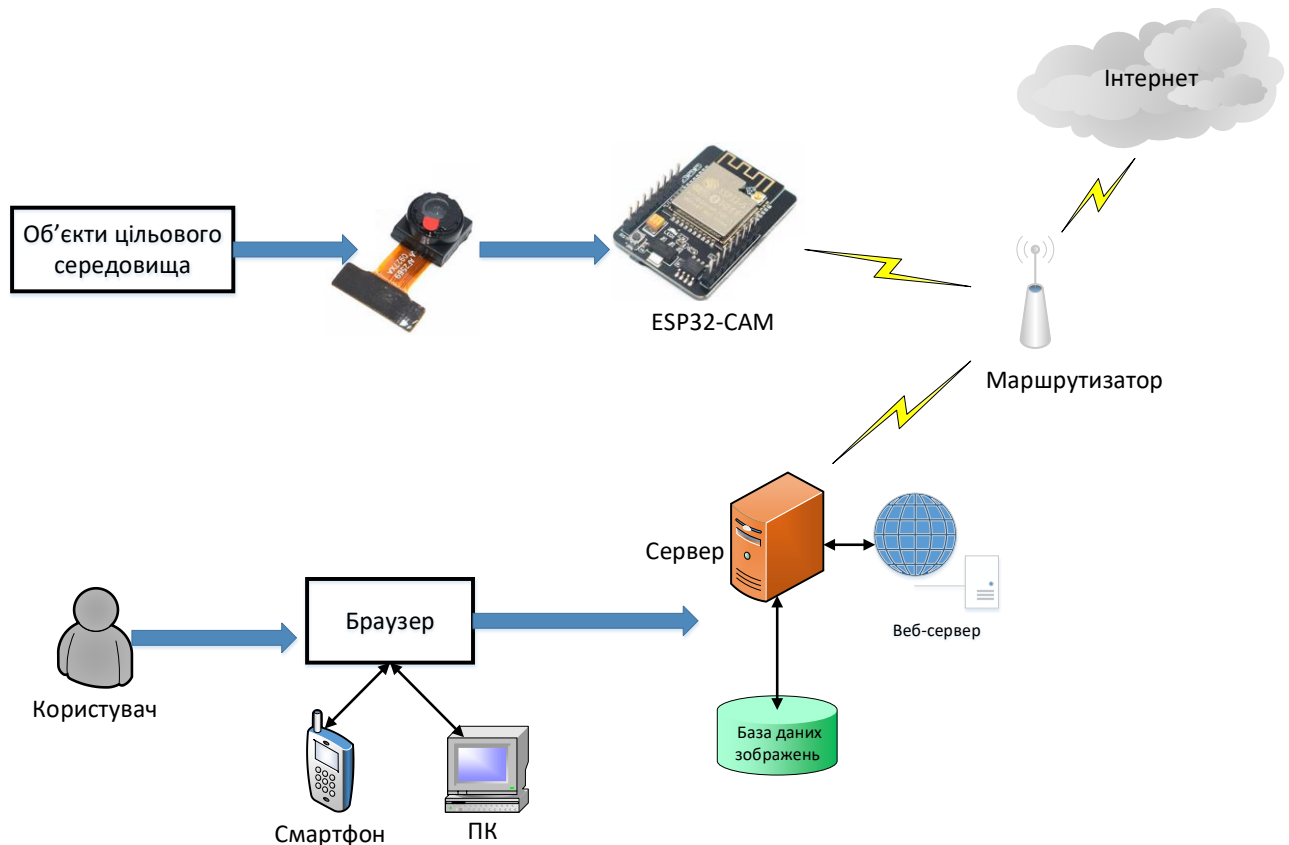 Інтернет
Об’єкти цільового
середовища
ESP32-CAM
Маршрутизатор
Сервер
Веб-сервер
Браузер
Користувач
База даних
зображень
Смартфон
ПК